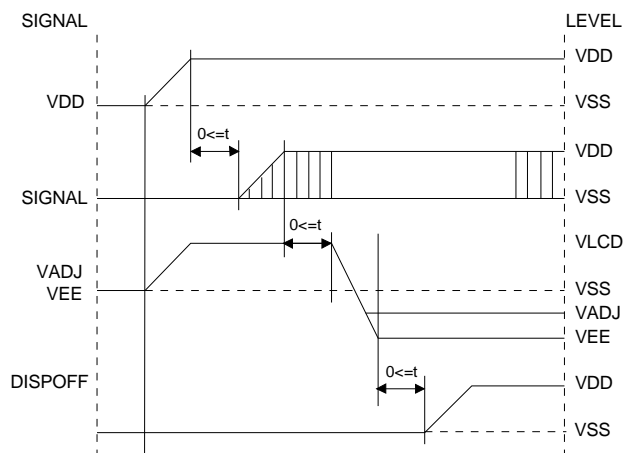 SIGNAL LEVEL
VDD
VDD VSS
0<=t
VDD
SIGNAL VSS
0<=t VLCD
VADJ
VEE VSS
VADJ
VEE
0<=t
DISPOFF VDD
VSS